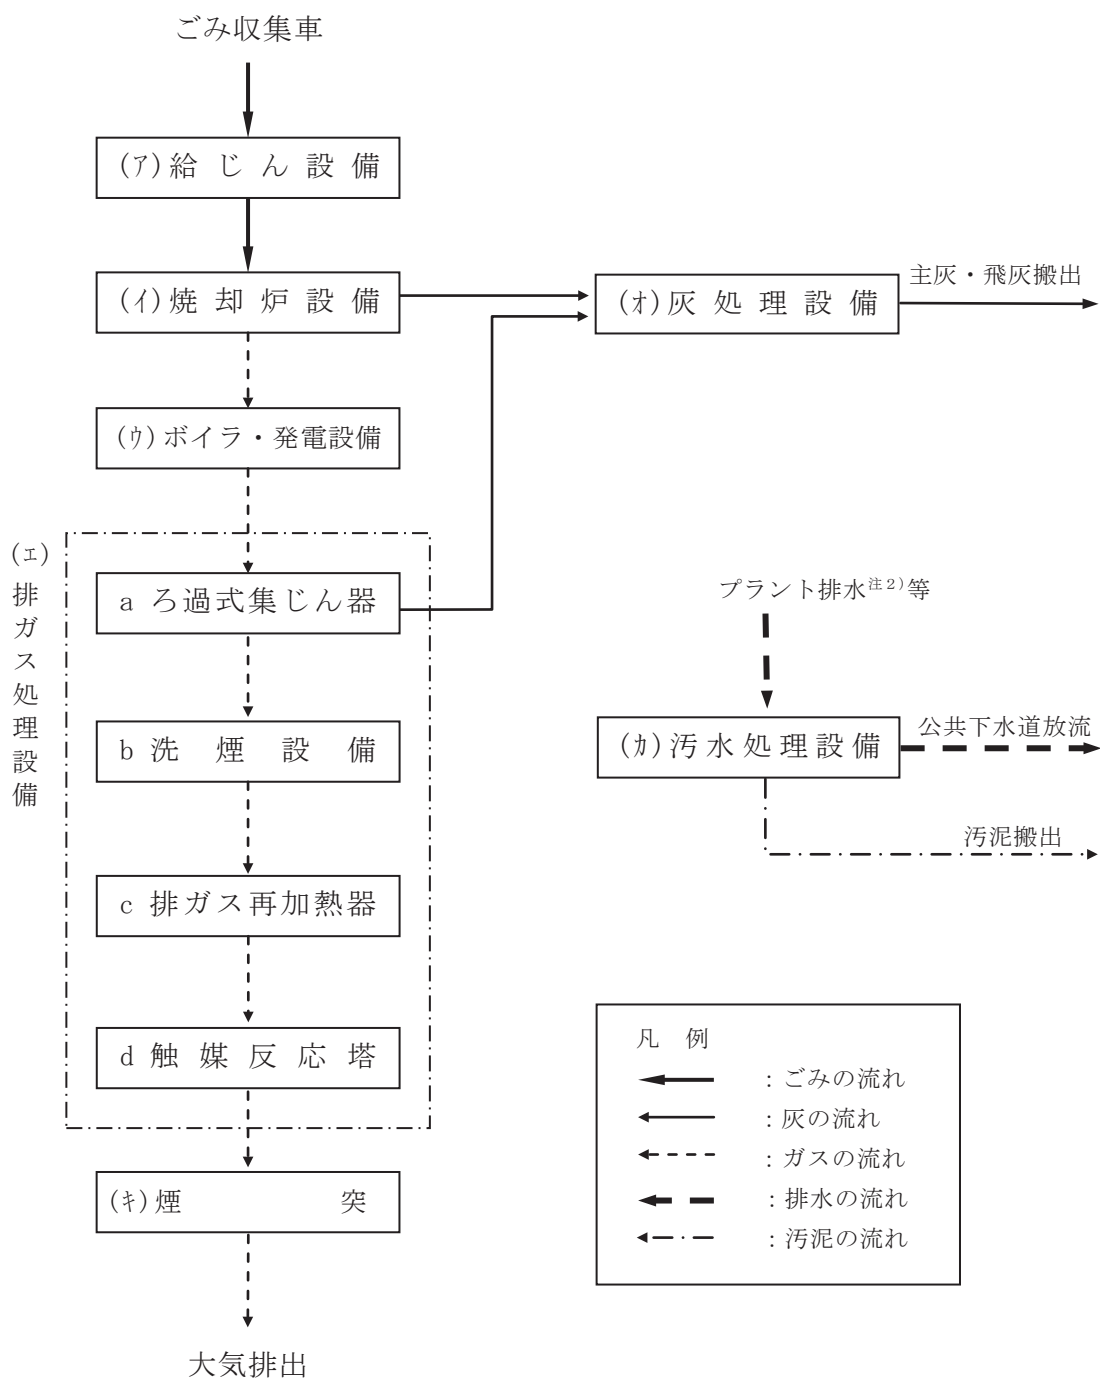 ごみ収集車
(ｱ)給じん設備
(ｲ)焼却炉設備
(ｵ)灰処理設備
主灰・飛灰搬出
(ｳ)ボイラ・発電設備
(ｴ)排ガス処理設備
a ろ過式集じん器
プラント排水注2)等
b 洗煙設備
(ｶ)汚水処理設備
公共下水道放流
汚泥搬出
c 排ガス再加熱器
d 触媒反応塔
(ｷ)煙突
大気排出
凡 例
：ごみの流れ
：灰の流れ
：ガスの流れ
：排水の流れ
：汚泥の流れ